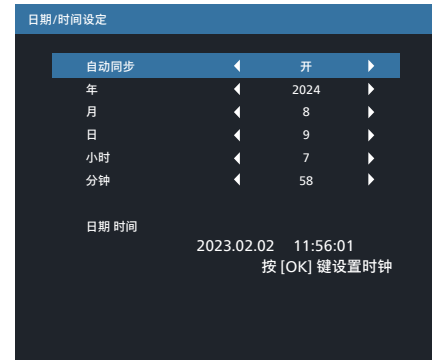 日期/时间设定
自动同步 开
年 2024
月 8
日 9
小时 7
分钟 58
日期 时间
2023.02.02 11:56:01
按 [OK] 键设置时钟